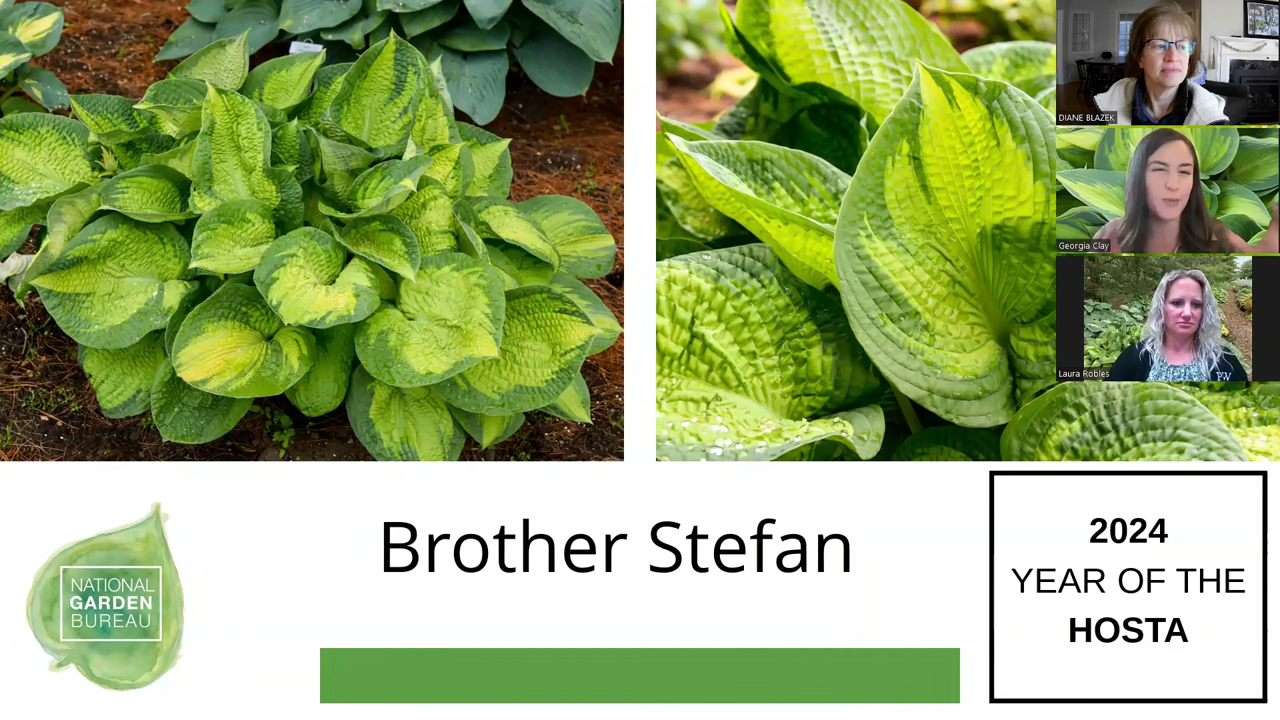 DIANE BLAZEK
Georgia Clay
Laura Robles
Brother Stefan
NATIONAL
GARDEN
BUREAU
2024
YEAR OF THE
HOSTA